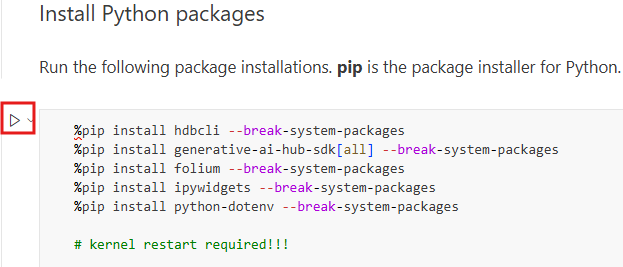 Install Python packages
Run the following package installations. pip is the package installer for Python.
%pip install hdbcli --break-system-packages
%pip install generative-ai-hub-sdk[all] --break-system-packages
%pip install folium --break-system-packages
%pip install ipywidgets --break-system-packages
%pip install python-dotenv --break-system-packages
# kernel restart required!!!